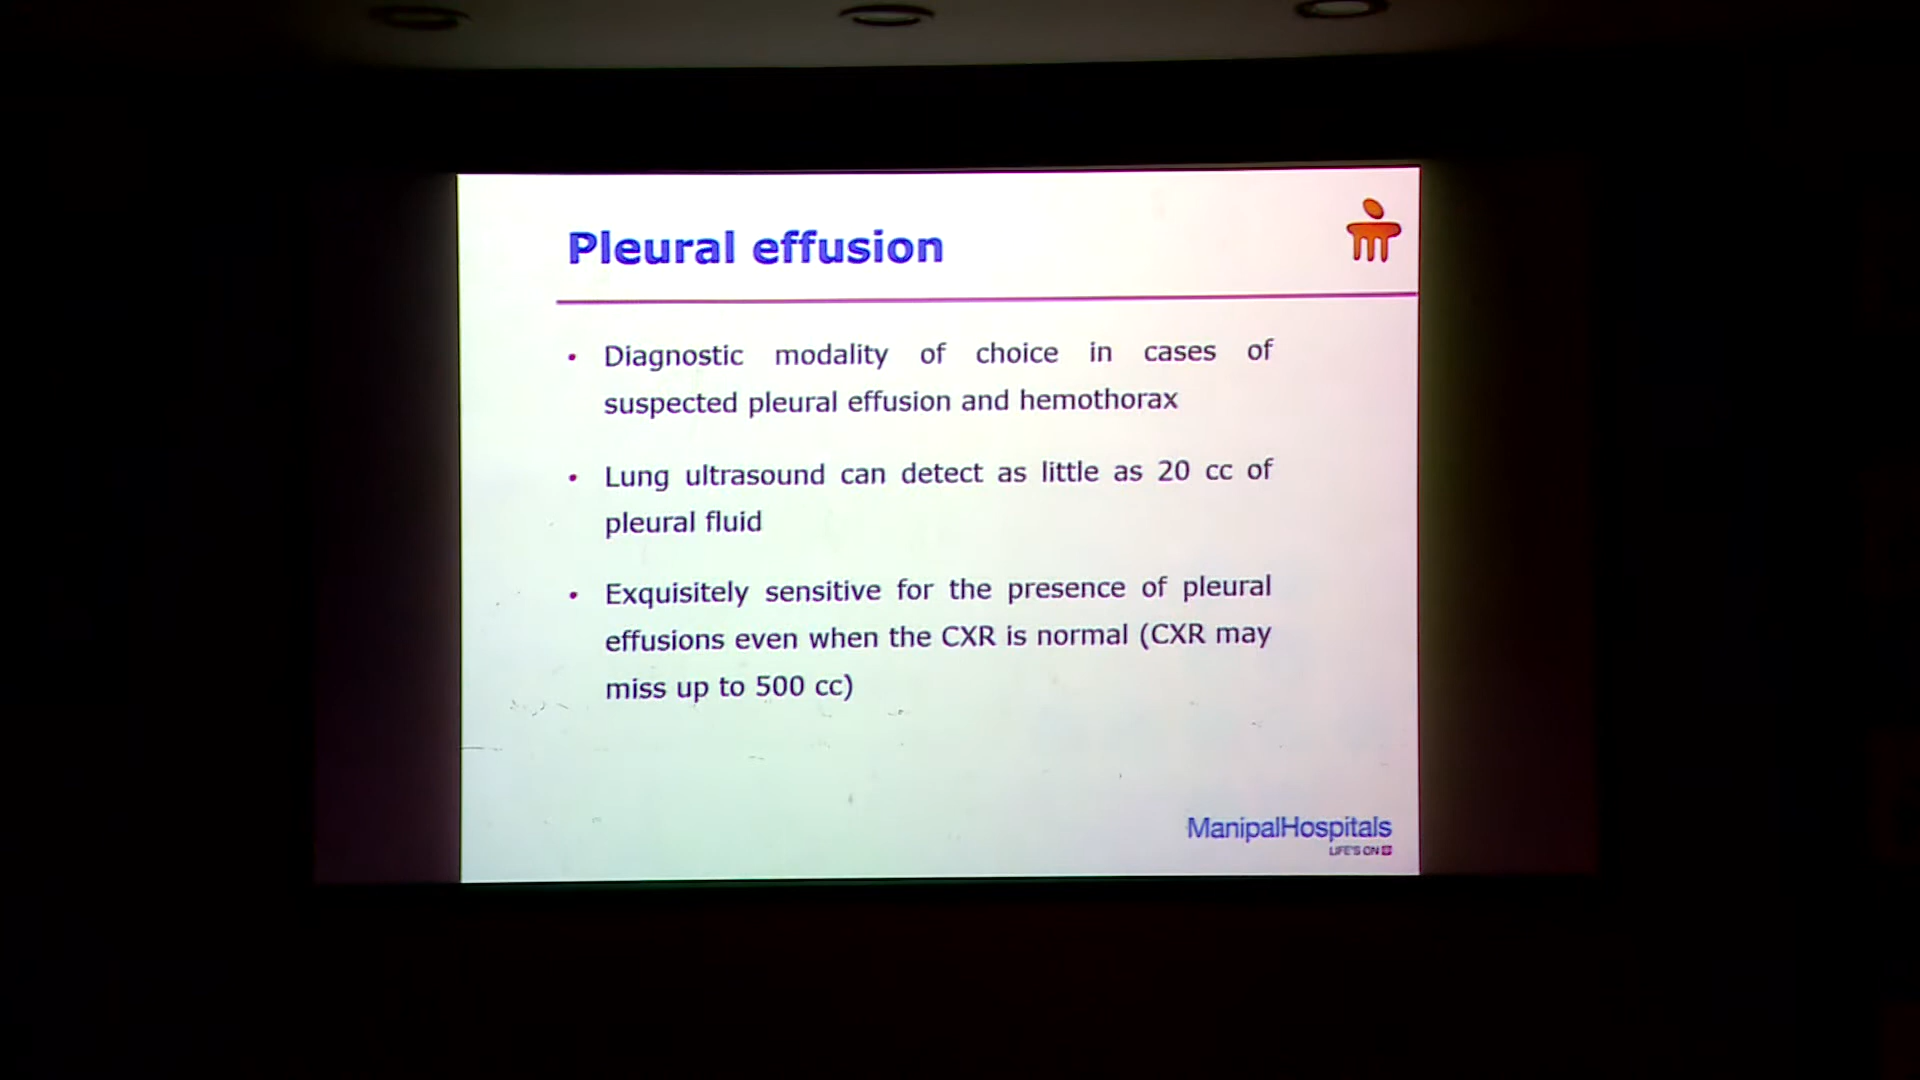 Pleural effusion
• Diagnostic modality of choice in cases of
suspected pleural effusion and hemothorax
• Lung ultrasound can detect as little as 20 cc of
pleural fluid
• Exquisitely sensitive for the presence of pleural
effusions even when the CXR is normal (CXR may
miss up to 500 cc)
ManipalHospitals
LIFE'S ON